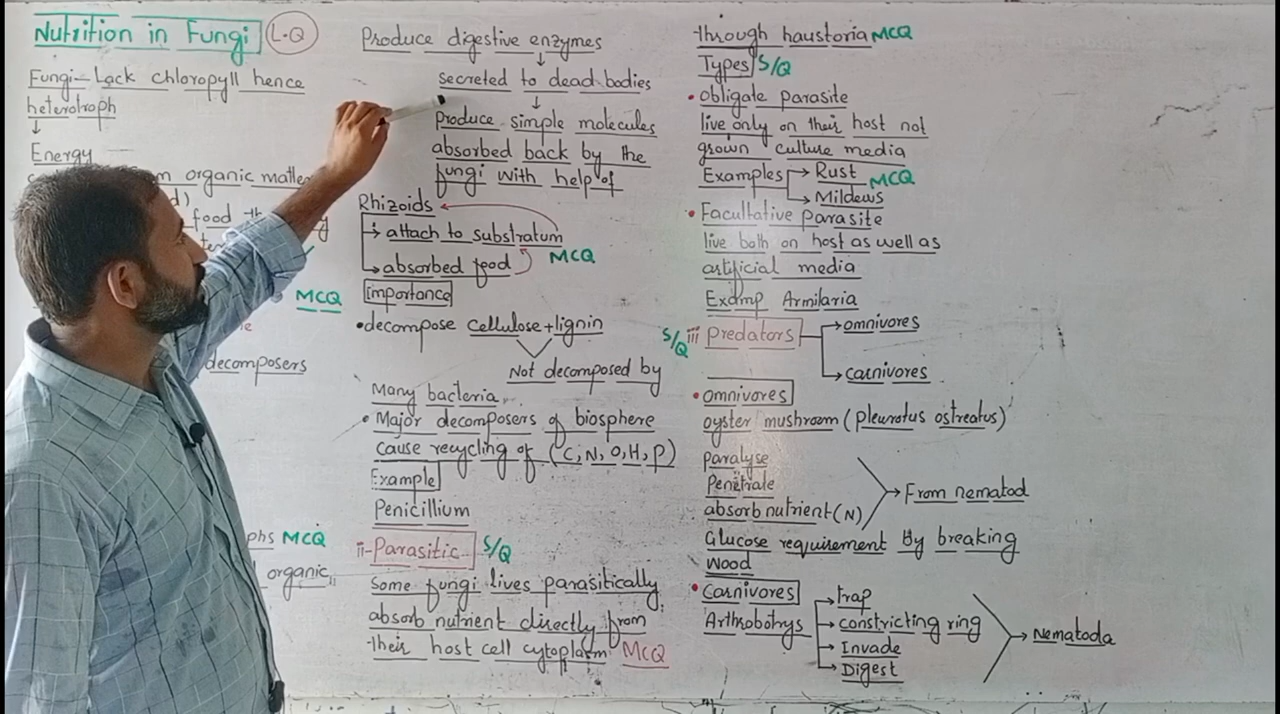 Nutrition in Fungi L.Q
Fungi-Lack chloropyll hence
heterotroph
↓
Energy
organic matter
food
MCQ
decomposers
phs MCQ
organic
Produce digestive enzymes
↓
secreted to dead bodies
↓
Produce simple molecules
absorbed back by the
fungi with help of
Rhizoids
→ attach to substratum
→ absorbed food
MCQ
importance
• decompose cellulose + lignin
Not decomposed by
Many bacteria
• Major decomposers of biosphere
cause recycling of (C, N, O, H, P)
Example
Penicillium
ii- Parasitic S/Q
Some fungi lives parasitically
absorb nutrient directly from
their host cell cytoplasm MCQ
through haustoria MCQ
Types S/Q
• obligate parasite
live only on their host not
grown culture media
Examples → Rust
→ Mildews
MCQ
• Facultative parasite
live both on host as well as
artificial media
Examp Armilaria
S/Q iii Predators → omnivores
→ carnivores
• omnivores
oyster mushroom (pleurotus ostreatus)
paralyse
Penetrate
absorb nutrient (N)
→ From nematod
Glucose requirement By breaking
wood
• Carnivores
Arthrobotrys
→ trap
→ constricting ring
→ Invade
→ Digest
→ Nematoda